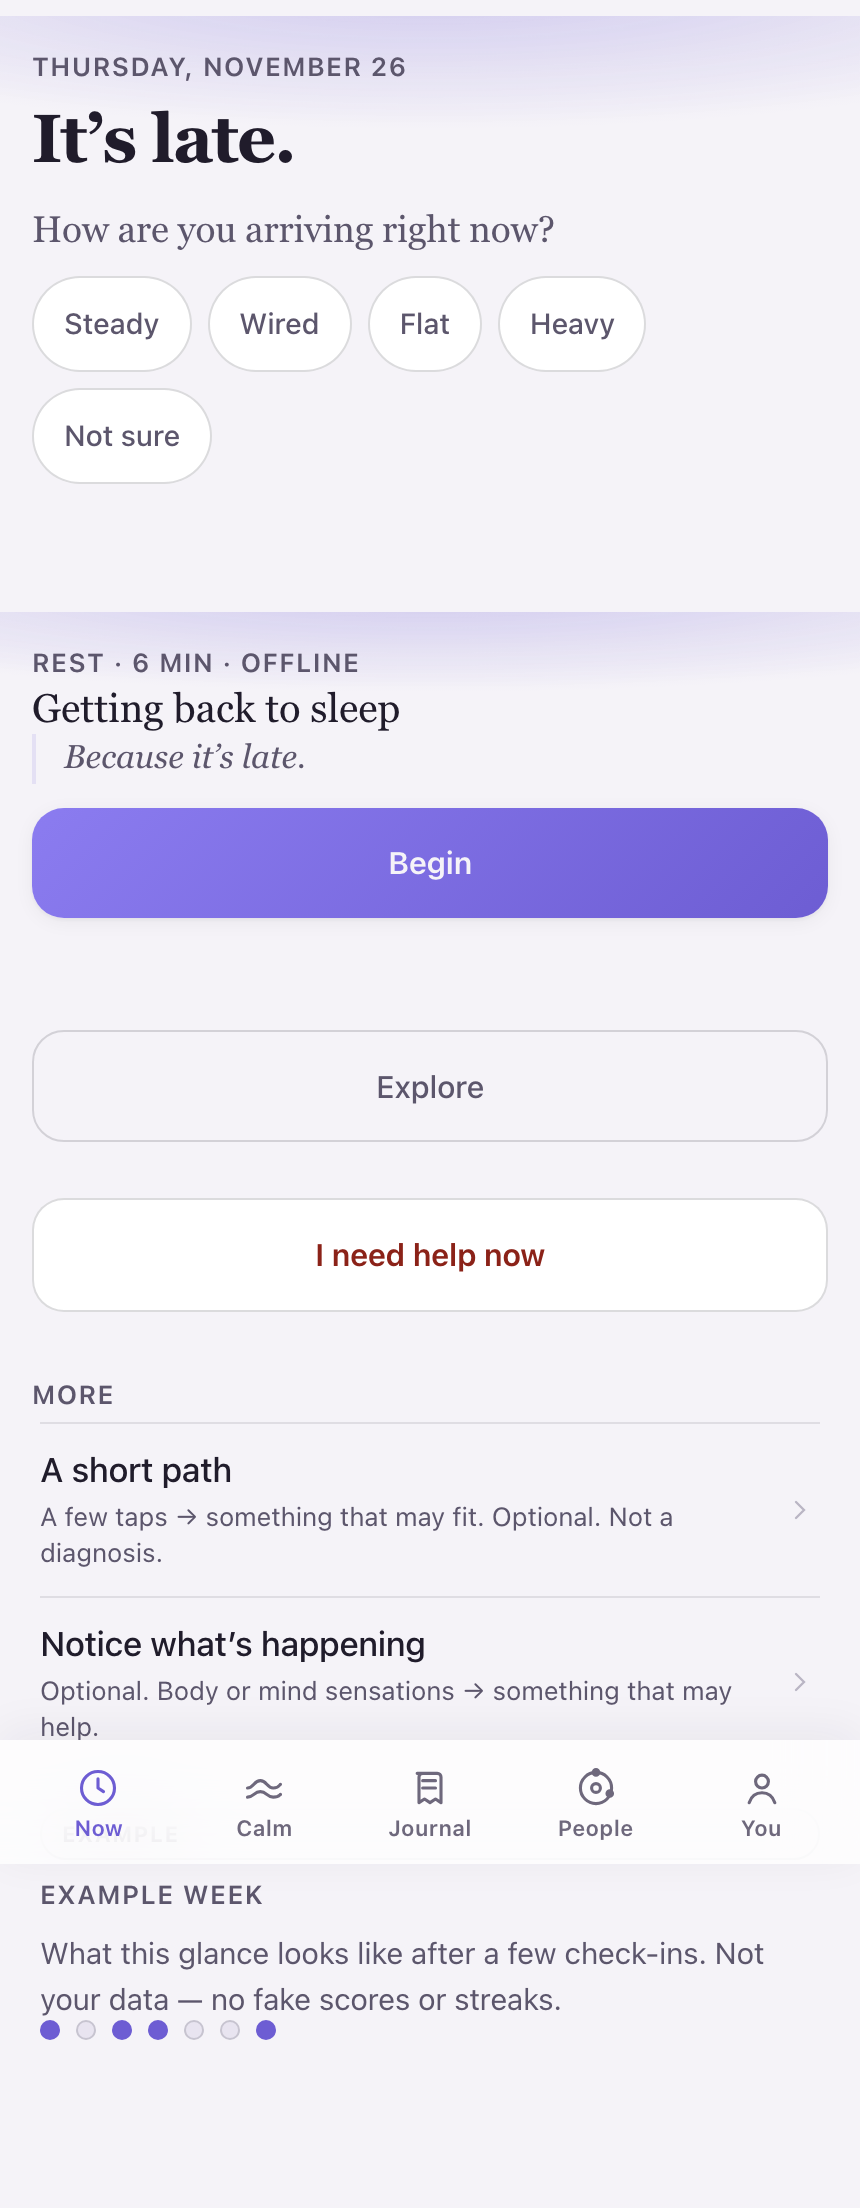 THURSDAY, NOVEMBER 26
It’s late.
How are you arriving right now?
Steady
Wired
Flat
Heavy
Not sure
REST · 6 MIN · OFFLINE
Getting back to sleep
Because it’s late.
Begin
Explore
I need help now
MORE
A short path
A few taps → something that may fit. Optional. Not a
diagnosis.
Notice what’s happening
Optional. Body or mind sensations → something that may
help.
EXAMPLE
Now
Calm
Journal
People
You
EXAMPLE WEEK
What this glance looks like after a few check-ins. Not
your data — no fake scores or streaks.